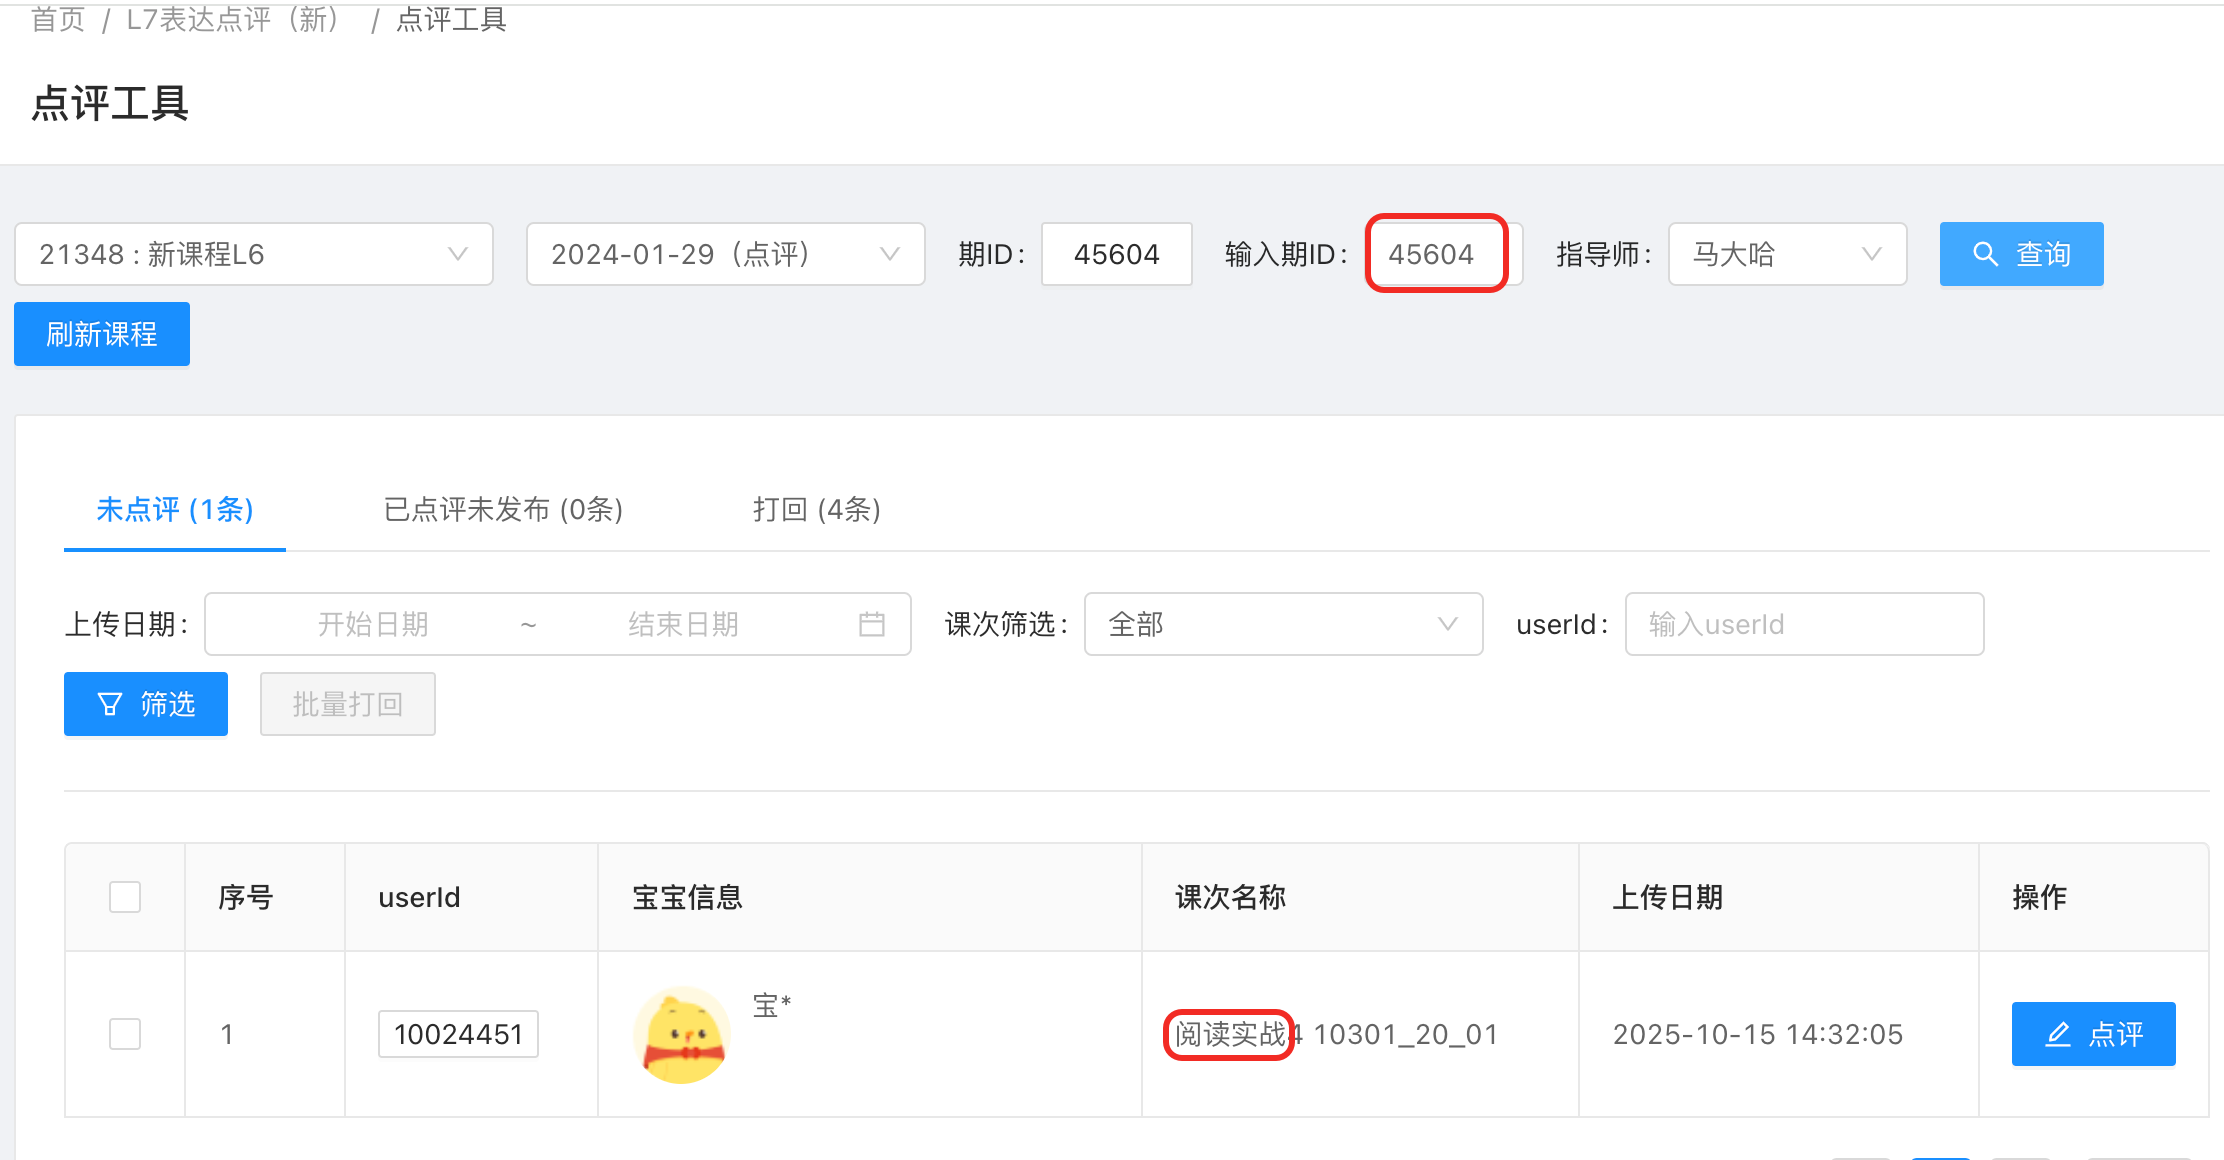 首页 / L7表达点评（新） / 点评工具
点评工具
21348 : 新课程L6 2024-01-29（点评） 期ID : 45604 输入期ID : 45604 指导师 : 马大哈 查询
刷新课程
未点评 (1条) 已点评未发布 (0条) 打回 (4条)
上传日期 : 开始日期 ~ 结束日期 课次筛选 : 全部 userId : 输入userId
筛选 批量打回
序号 userId 宝宝信息 课次名称 上传日期 操作
1 10024451 宝* 阅读实战4 10301_20_01 2025-10-15 14:32:05 点评